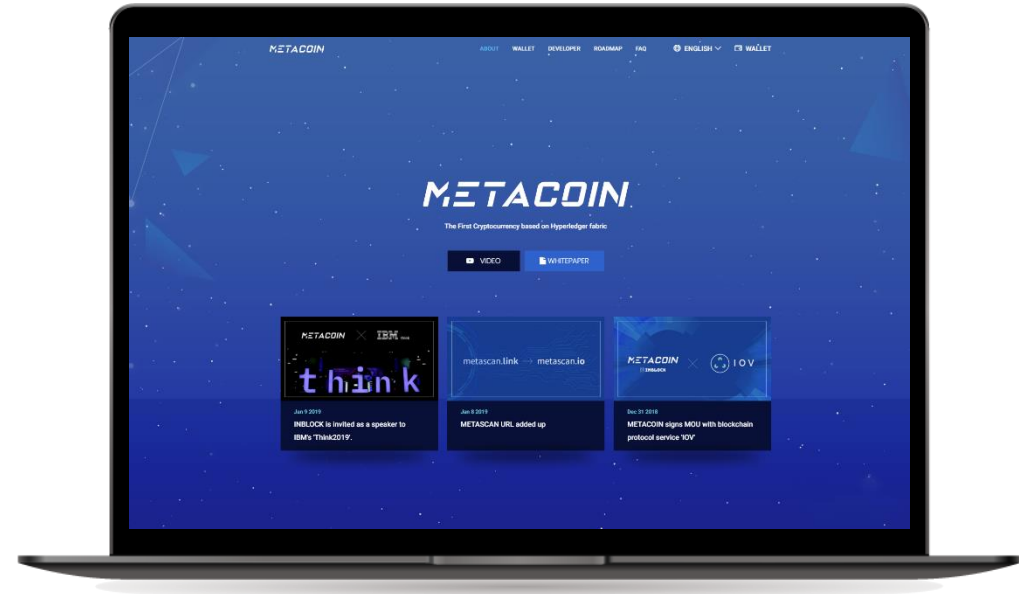 METACOIN
ABOUT WALLET DEVELOPER ROADMAP FAQ ENGLISH WALLET
METACOIN
The First Cryptocurrency based on Hyperledger fabric
VIDEO WHITEPAPER
METACOIN IBM
think
Jan 9 2019
INBLOCK is invited as a speaker to
IBM's 'Think2019'.
metascan.link → metascan.io
Jan 8 2019
METASCAN URL added up
METACOIN IOV
INBLOCK
Dec 31 2018
METACOIN signs MOU with blockchain
protocol service 'IOV'